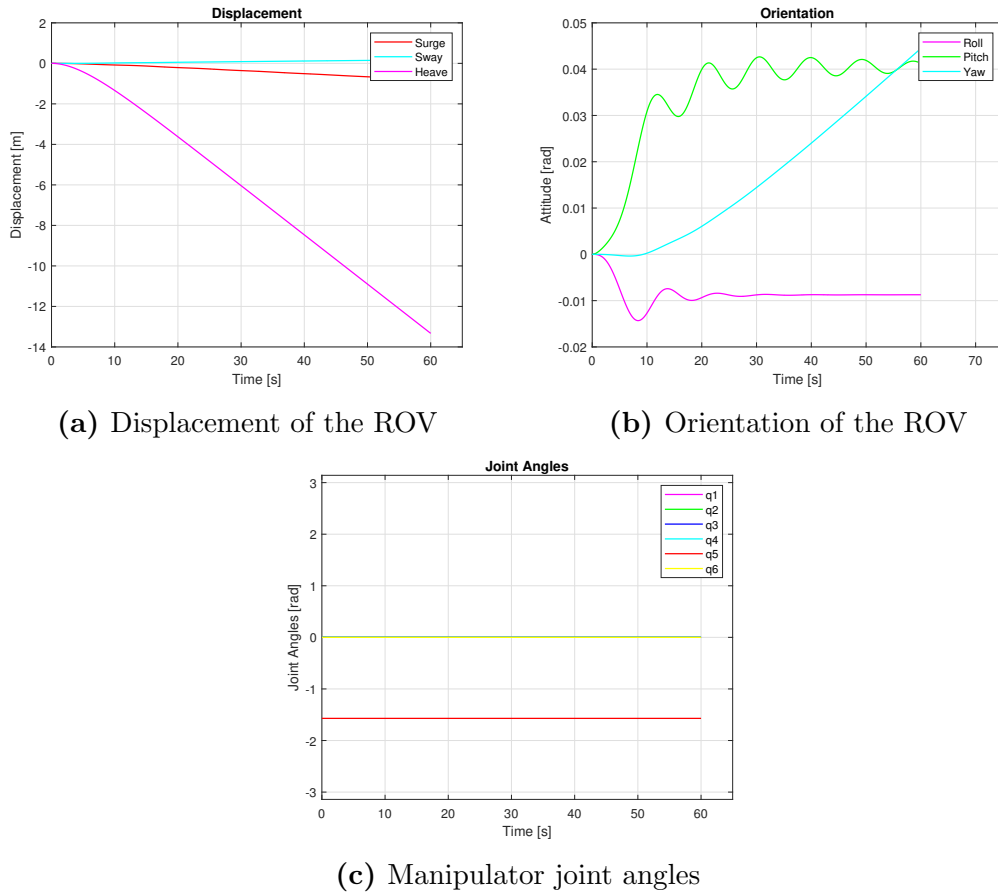 Displacement
Surge
Sway
Heave
2
0
-2
-4
-6
-8
-10
-12
-14
Displacement [m]
0 10 20 30 40 50 60
Time [s]
(a) Displacement of the ROV
Orientation
Roll
Pitch
Yaw
0.05
0.04
0.03
0.02
0.01
0
-0.01
-0.02
Attitude [rad]
0 10 20 30 40 50 60 70
Time [s]
(b) Orientation of the ROV
Joint Angles
q1
q2
q3
q4
q5
q6
3
2
1
0
-1
-2
-3
Joint Angles [rad]
0 10 20 30 40 50 60
Time [s]
(c) Manipulator joint angles